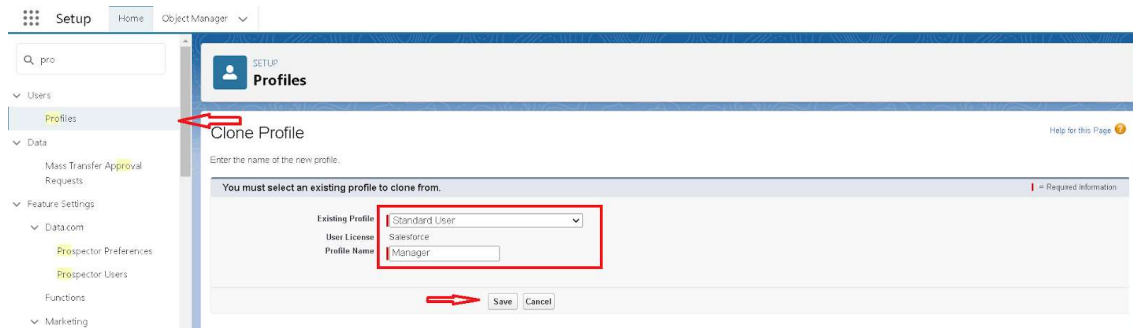 Setup
Home
Object Manager
pro
Users
Profiles
Data
Mass Transfer Approval
Requests
Feature Settings
Data.com
Prospector Preferences
Prospector Users
Functions
Marketing
SETUP
Profiles
Clone Profile
Help for this Page
Enter the name of the new profile.
You must select an existing profile to clone from.
= Required Information
Existing Profile Standard User
User License Salesforce
Profile Name Manager
Save Cancel